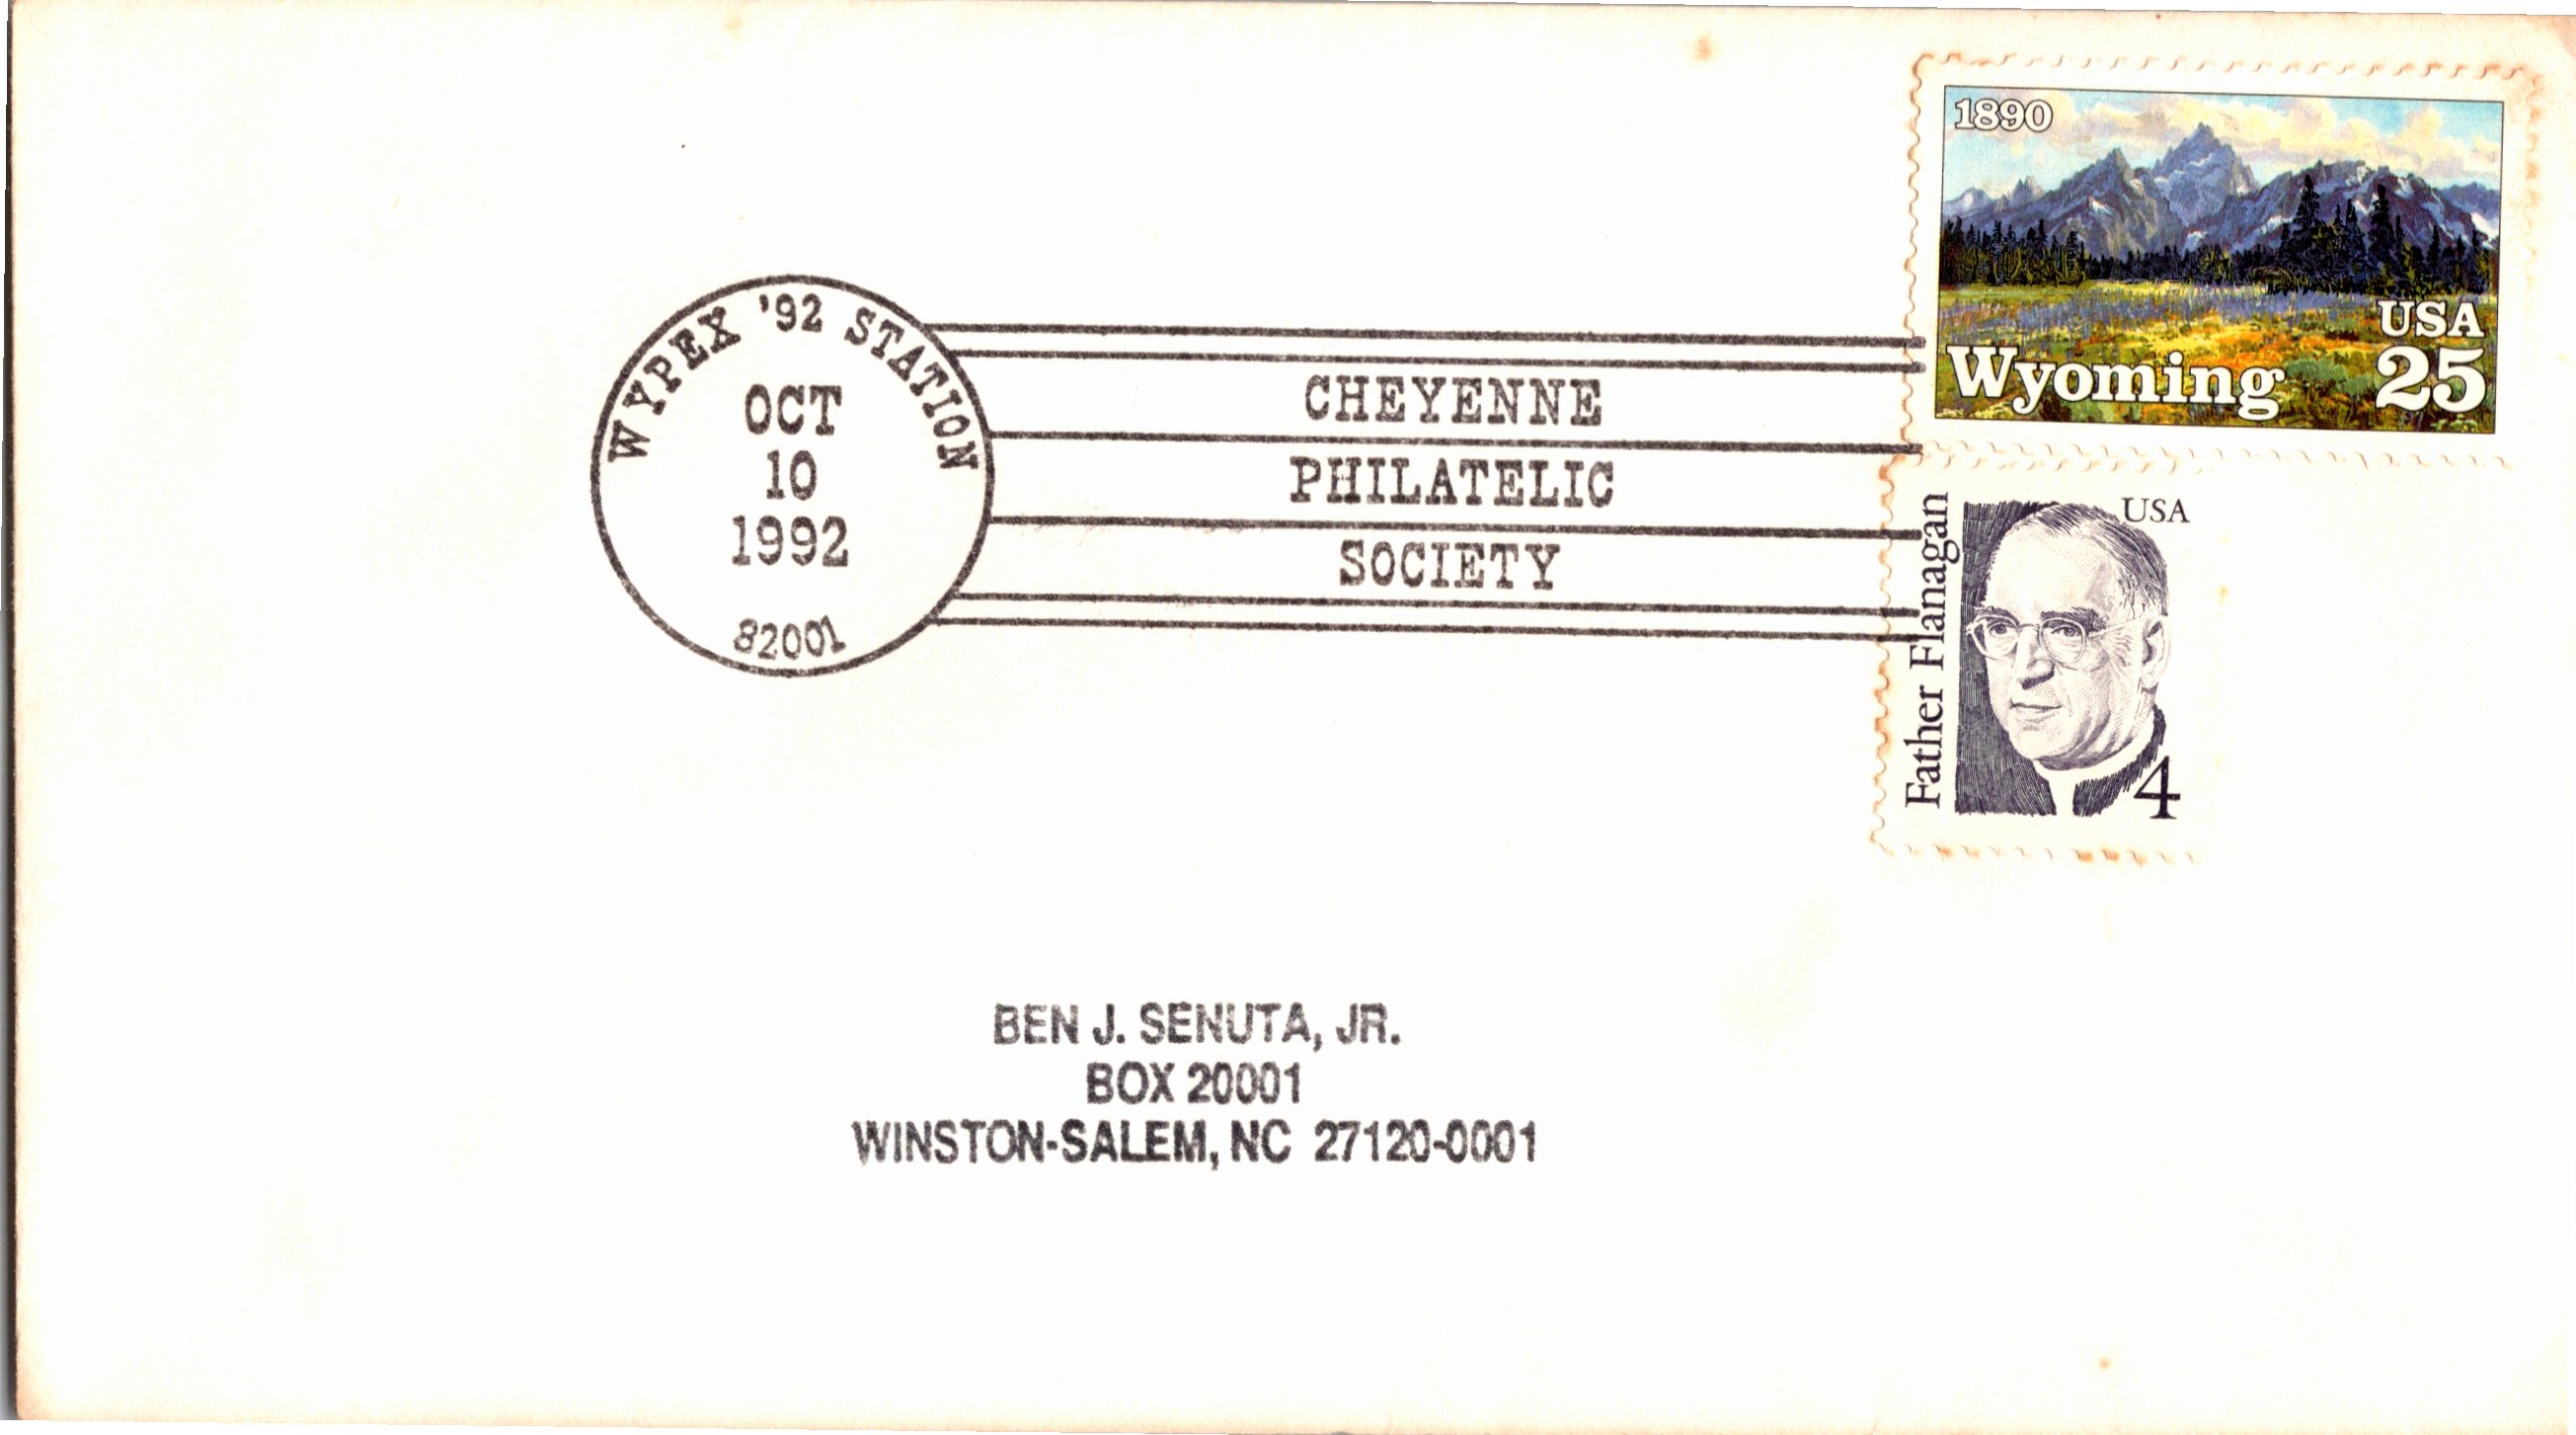 1890
USA
Wyoming 25
WYPEX '92 STATION
OCT
10
1992
82001
CHEYENNE
PHILATELIC
SOCIETY
Father Flanagan
USA
4
BEN J. SENUTA, JR.
BOX 20001
WINSTON-SALEM, NC 27120-0001